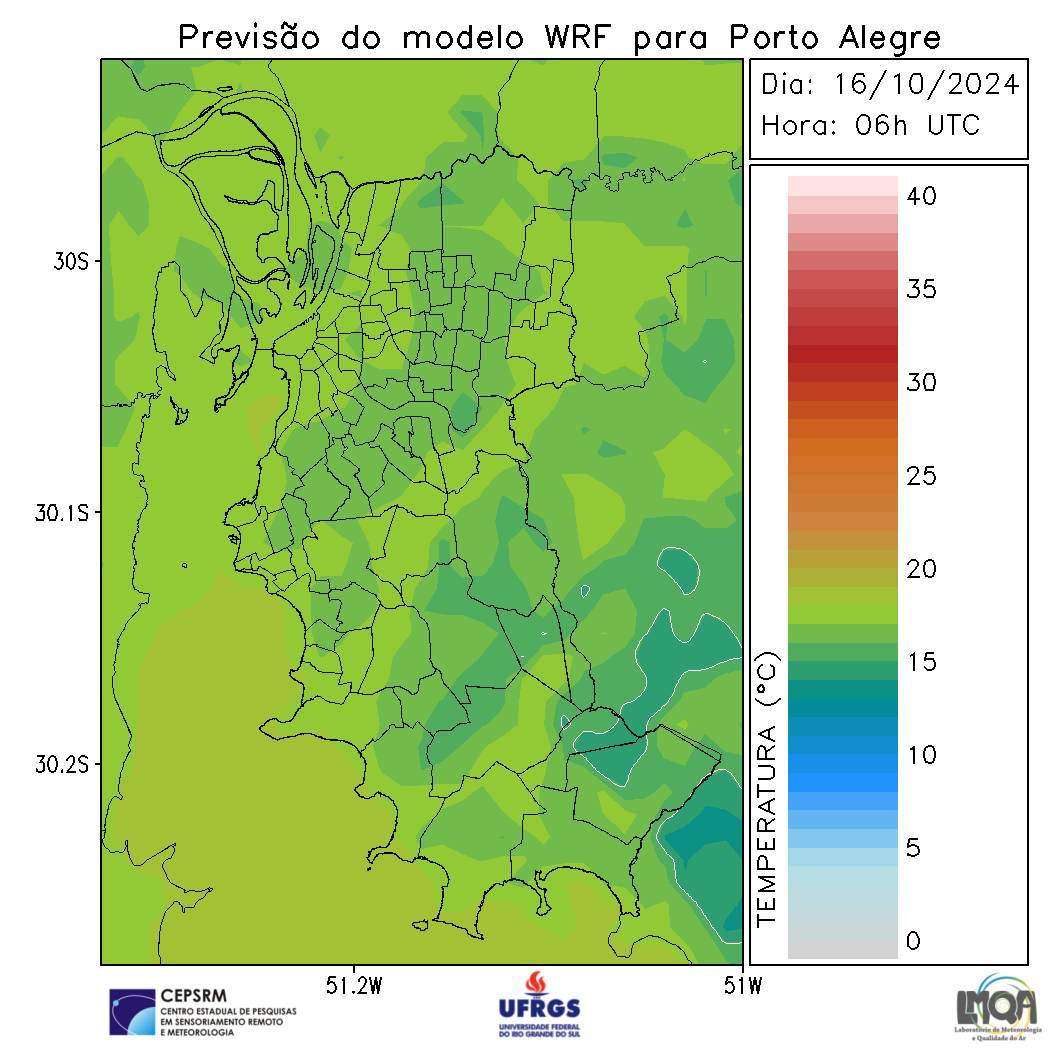 Previsão do modelo WRF para Porto Alegre
Dia: 16/10/2024
Hora: 06h UTC
30S
30.1S
30.2S
51.2W
51W
40
35
30
25
20
15
10
5
0
TEMPERATURA (°C)
CEPSRM
CENTRO ESTADUAL DE PESQUISAS
EM SENSORIAMENTO REMOTO
E METEOROLOGIA
UFRGS
UNIVERSIDADE FEDERAL
DO RIO GRANDE DO SUL
LMQA
Laboratório de Meteorologia
e Qualidade do Ar